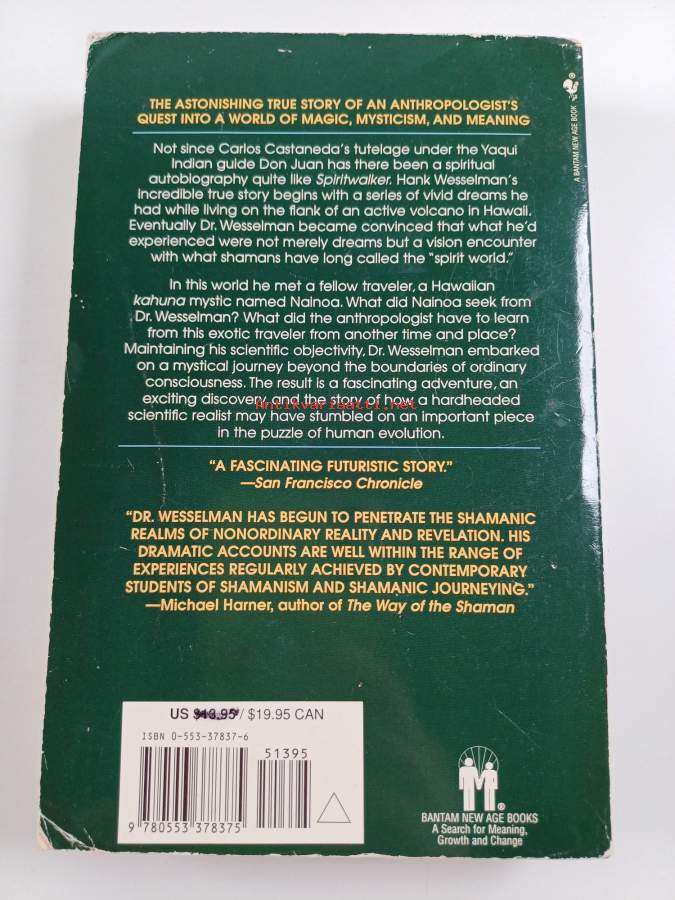 THE ASTONISHING TRUE STORY OF AN ANTHROPOLOGIST'S
QUEST INTO A WORLD OF MAGIC, MYSTICISM, AND MEANING
A BANTAM NEW AGE BOOK
Not since Carlos Castaneda's tutelage under the Yaqui
Indian guide Don Juan has there been a spiritual
autobiography quite like Spiritwalker. Hank Wesselman's
incredible true story begins with a series of vivid dreams he
had while living on the flank of an active volcano in Hawaii.
Eventually Dr. Wesselman became convinced that what he'd
experienced were not merely dreams but a vision encounter
with what shamans have long called the "spirit world."
In this world he met a fellow traveler, a Hawaiian
kahuna mystic named Nainoa. What did Nainoa seek from
Dr. Wesselman? What did the anthropologist have to learn
from this exotic traveler from another time and place?
Maintaining his scientific objectivity, Dr. Wesselman embarked
on a mystical journey beyond the boundaries of ordinary
consciousness. The result is a fascinating adventure, an
exciting discovery, and the story of how a hardheaded
Antikvariaatti.net
scientific realist may have stumbled on an important piece
in the puzzle of human evolution.
"A FASCINATING FUTURISTIC STORY."
—San Francisco Chronicle
"DR. WESSELMAN HAS BEGUN TO PENETRATE THE SHAMANIC
REALMS OF NONORDINARY REALITY AND REVELATION. HIS
DRAMATIC ACCOUNTS ARE WELL WITHIN THE RANGE OF
EXPERIENCES REGULARLY ACHIEVED BY CONTEMPORARY
STUDENTS OF SHAMANISM AND SHAMANIC JOURNEYING."
—Michael Harner, author of The Way of the Shaman
US $13.95 / $19.95 CAN
ISBN 0-553-37837-6
51395
9 780553 378375
®
BANTAM NEW AGE BOOKS
A Search for Meaning,
Growth and Change